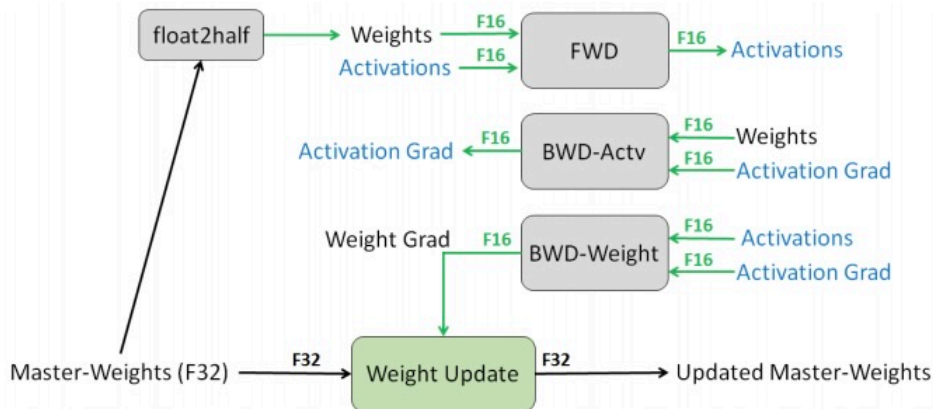 float2half
Weights
F16
F16
Activations
FWD
F16
Activations
Activation Grad
F16
BWD-Actv
F16
Weights
F16
Activation Grad
Weight Grad
F16
BWD-Weight
F16
Activations
F16
Activation Grad
Master-Weights (F32)
F32
Weight Update
F32
Updated Master-Weights